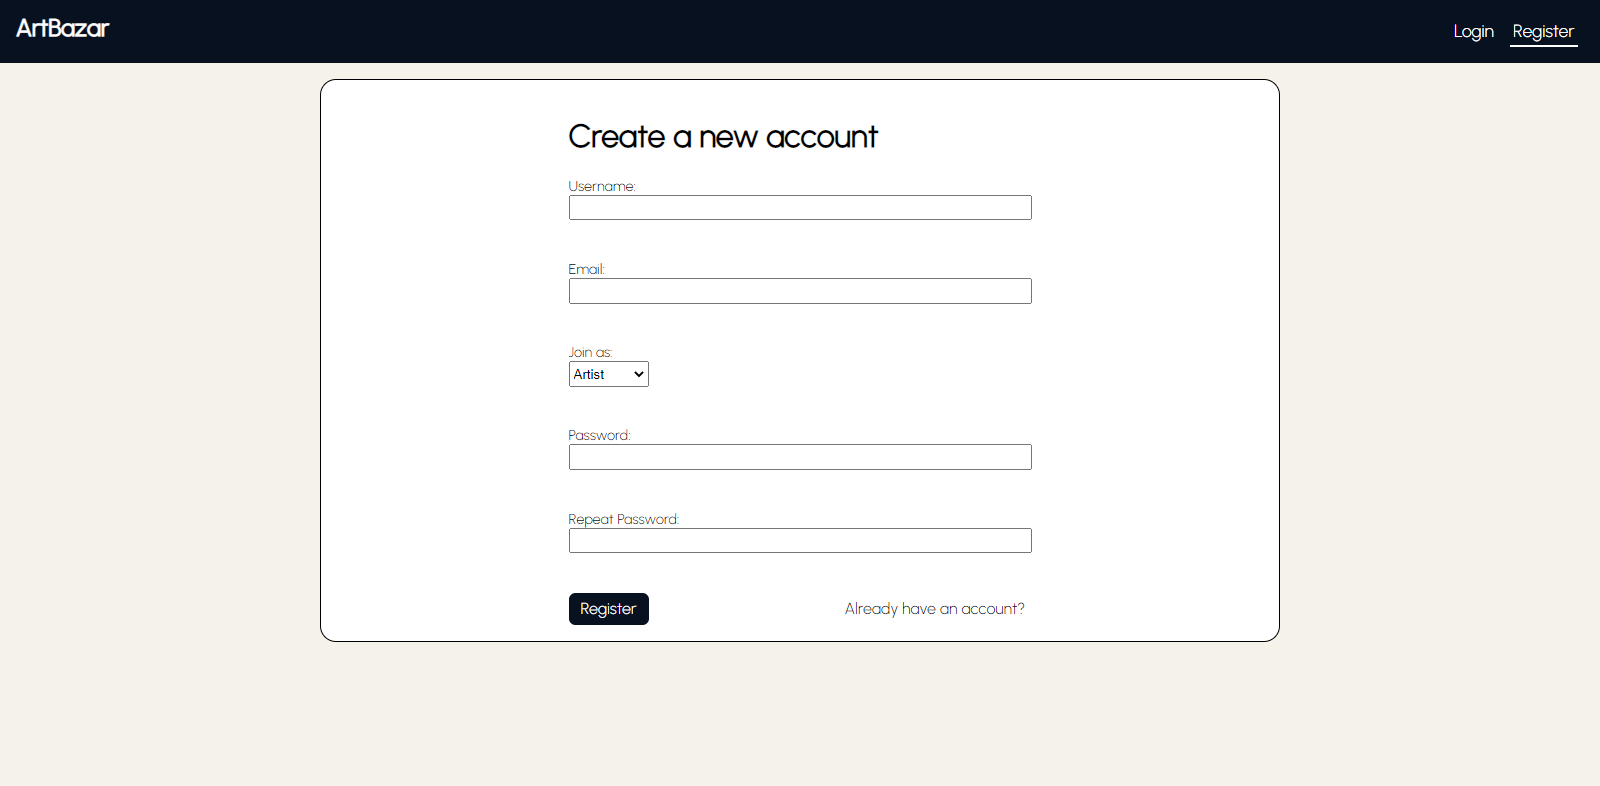 ArtBazar
Login Register
Create a new account
Username:
Email:
Join as:
Artist
Password:
Repeat Password:
Register Already have an account?